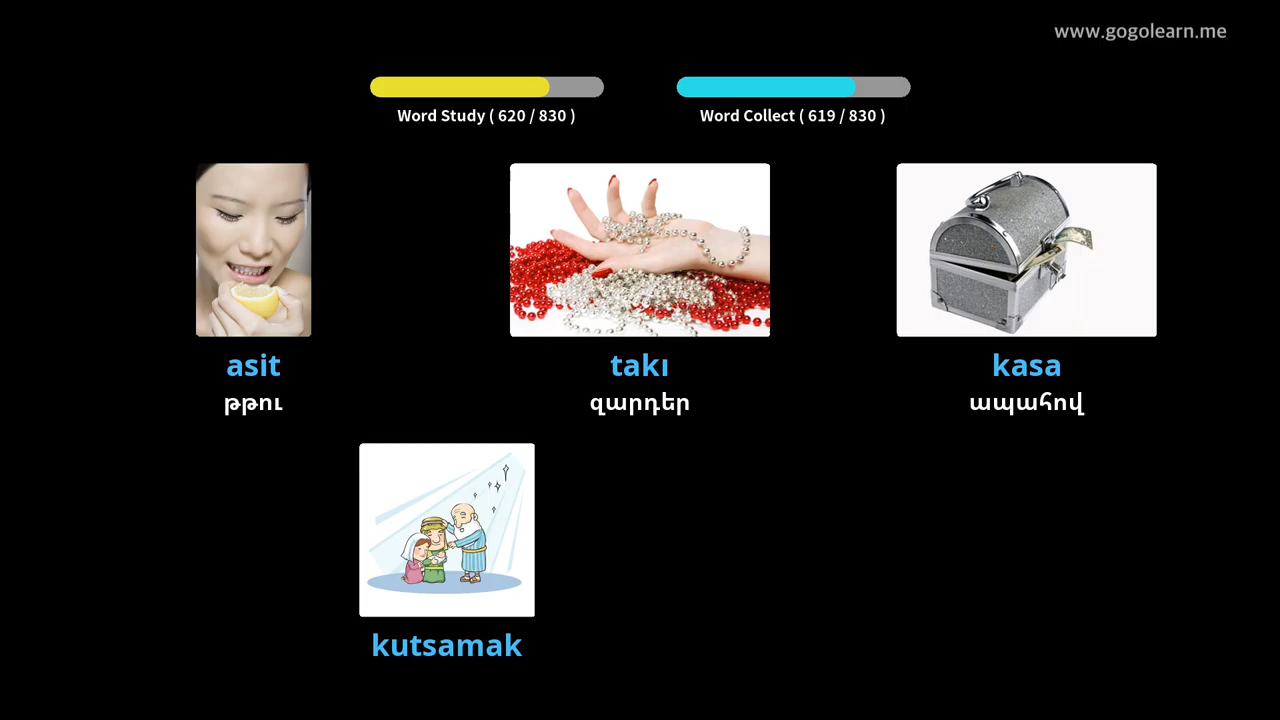 www.gogolearn.me
Word Study ( 620 / 830 )
Word Collect ( 619 / 830 )
asit
թթու
takı
զարդեր
kasa
ապահով
kutsamak